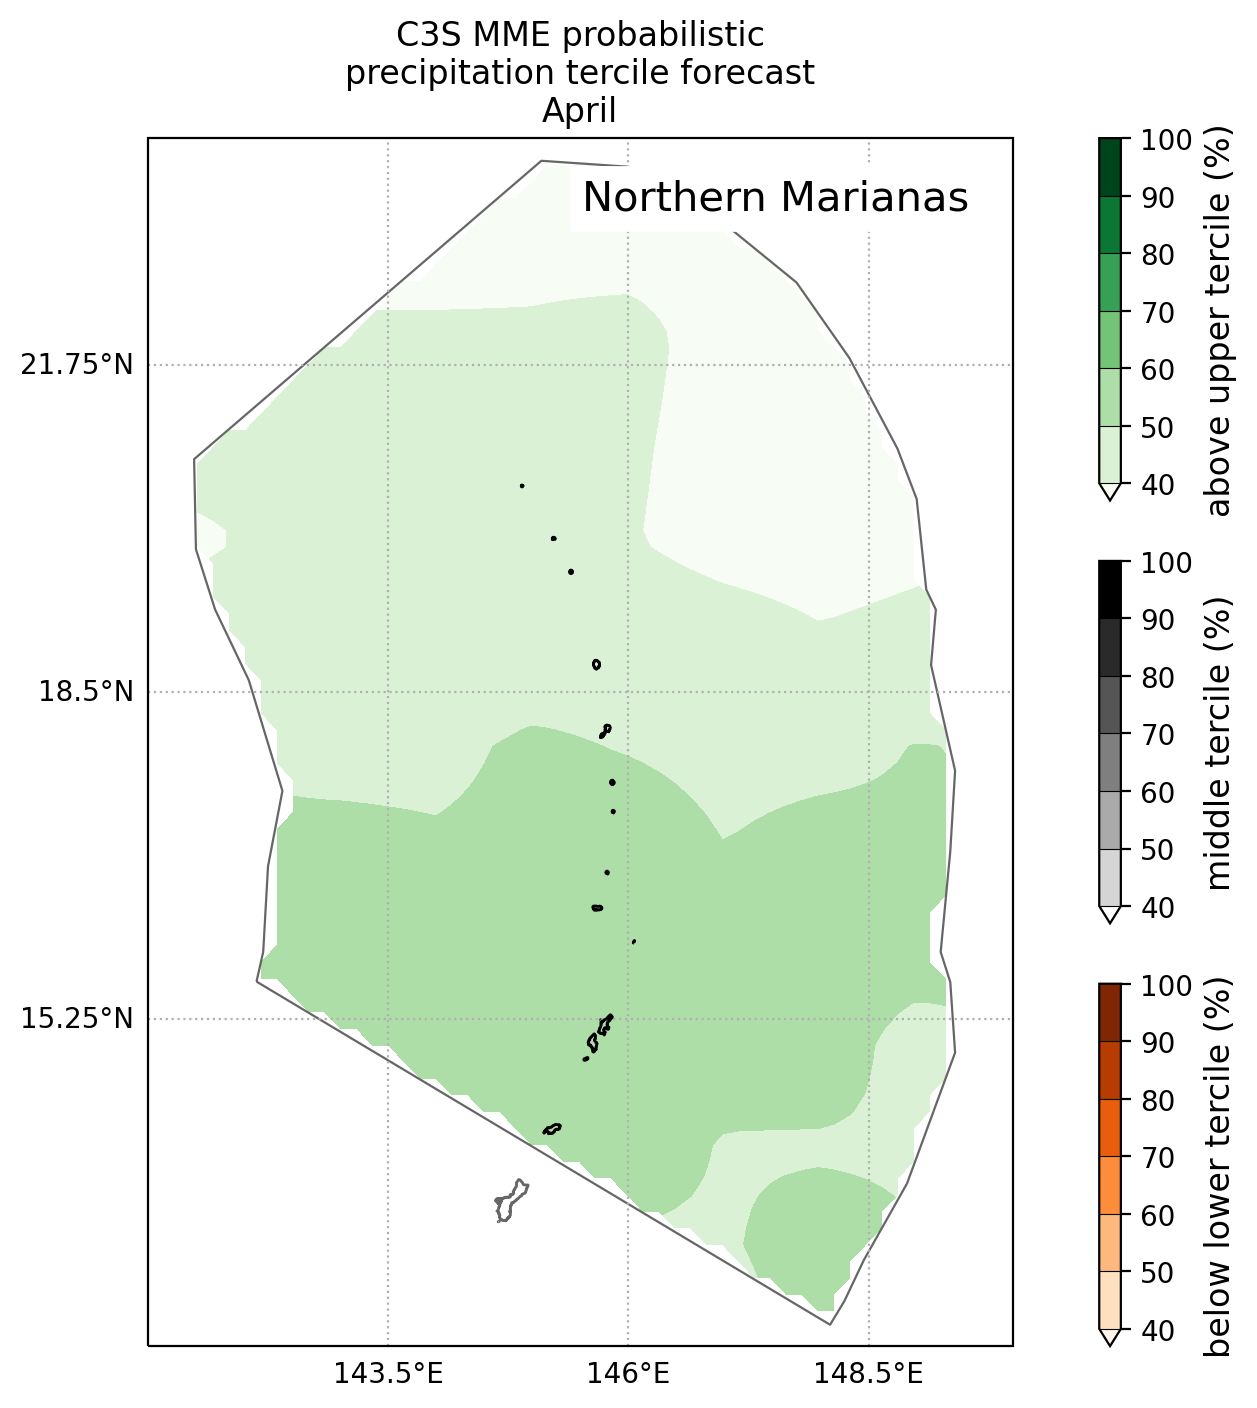 C3S MME probabilistic
precipitation tercile forecast
April
Northern Marianas
21.75°N
18.5°N
15.25°N
143.5°E
146°E
148.5°E
100
90
80
70
60
50
40
above upper tercile (%)
100
90
80
70
60
50
40
middle tercile (%)
100
90
80
70
60
50
40
below lower tercile (%)